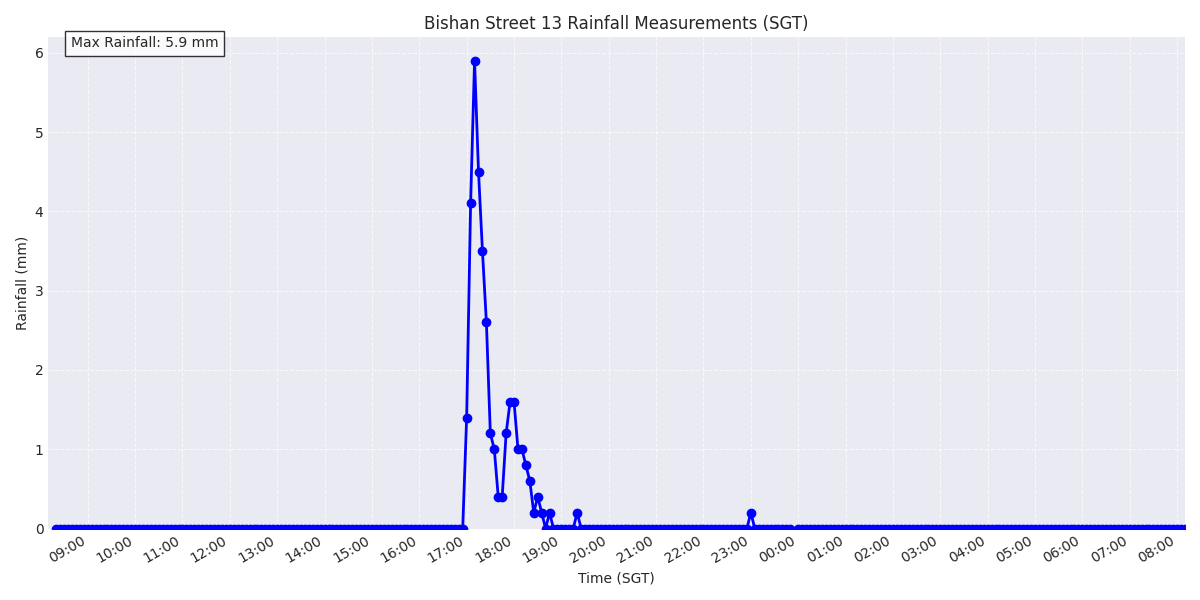 Bishan Street 13 Rainfall Measurements (SGT)
Max Rainfall: 5.9 mm
6
5
4
3
2
1
0
Rainfall (mm)
09:00 10:00 11:00 12:00 13:00 14:00 15:00 16:00 17:00 18:00 19:00 20:00 21:00 22:00 23:00 00:00 01:00 02:00 03:00 04:00 05:00 06:00 07:00 08:00
Time (SGT)